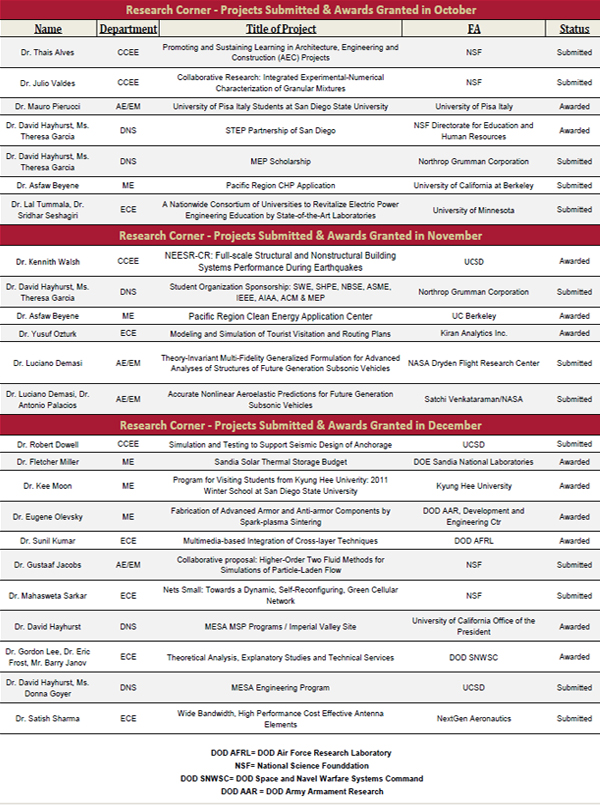 Research Corner - Projects Submitted & Awards Granted in October
Name Department Title of Project FA Status
Dr. Thais Alves CCEE Promoting and Sustaining Learning in Architecture, Engineering and NSF Submitted
Construction (AEC) Projects
Dr. Julio Valdes CCEE Collaborative Research: Integrated Experimental-Numerical NSF Submitted
Characterization of Granular Mixtures
Dr. Mauro Pierucci AE/EM University of Pisa Italy Students at San Diego State University University of Pisa Italy Awarded
Dr. David Hayhurst, Ms. DNS STEP Partnership of San Diego NSF Directorate for Education and Awarded
Theresa Garcia Human Resources
Dr. David Hayhurst, Ms. DNS MEP Scholarship Northrop Grumman Corporation Submitted
Theresa Garcia
Dr. Asfaw Beyene ME Pacific Region CHP Application University of California at Berkeley Submitted
Dr. Lal Tummala, Dr. ECE A Nationwide Consortium of Universities to Revitalize Electric Power University of Minnesota Submitted
Sridhar Seshagiri Engineering Education by State-of-the-Art Laboratories
Research Corner - Projects Submitted & Awards Granted in November
Dr. Kennith Walsh CCEE NEESR-CR: Full-scale Structural and Nonstructural Building UCSD Awarded
Systems Performance During Earthquakes
Dr. David Hayhurst, Ms. DNS Student Organization Sponsorship: SWE, SHPE, NBSE, ASME, Northrop Grumman Corporation Submitted
Theresa Garcia IEEE, AIAA, ACM & MEP
Dr. Asfaw Beyene ME Pacific Region Clean Energy Application Center UC Berkeley Awarded
Dr. Yusuf Ozturk ECE Modeling and Simulation of Tourist Visitation and Routing Plans Kiran Analytics Inc. Awarded
Dr. Luciano Demasi AE/EM Theory-Invariant Multi-Fidelity Generalized Formulation for Advanced NASA Dryden Flight Research Center Submitted
Analyses of Structures of Future Generation Subsonic Vehicles
Dr. Luciano Demasi, Dr. AE/EM Accurate Nonlinear Aeroelastic Predictions for Future Generation Satchi Venkataraman/NASA Submitted
Antonio Palacios Subsonic Vehicles
Research Corner - Projects Submitted & Awards Granted in December
Dr. Robert Dowell CCEE Simulation and Testing to Support Seismic Design of Anchorage UCSD Submitted
Dr. Fletcher Miller ME Sandia Solar Thermal Storage Budget DOE Sandia National Laboratories Awarded
Dr. Kee Moon ME Program for Visiting Students from Kyung Hee Univerity: 2011 Kyung Hee University Awarded
Winter School at San Diego State University
Dr. Eugene Olevsky ME Fabrication of Advanced Armor and Anti-armor Components by DOD AAR, Development and Awarded
Spark-plasma Sintering Engineering Ctr
Dr. Sunil Kumar ECE Multimedia-based Integration of Cross-layer Techniques DOD AFRL Awarded
Dr. Gustaaf Jacobs AE/EM Collaborative proposal: Higher-Order Two Fluid Methods for NSF Submitted
Simulations of Particle-Laden Flow
Dr. Mahasweta Sarkar ECE Nets Small: Towards a Dynamic, Self-Reconfiguring, Green Cellular NSF Submitted
Network
Dr. David Hayhurst DNS MESA MSP Programs / Imperial Valley Site University of California Office of the Awarded
President
Dr. Gordon Lee, Dr. Eric ECE Theoretical Analysis, Explanatory Studies and Technical Services DOD SNWSC Awarded
Frost, Mr. Barry Janov
Dr. David Hayhurst, Ms. DNS MESA Engineering Program UCSD Submitted
Donna Goyer
Dr. Satish Sharma ECE Wide Bandwidth, High Performance Cost Effective Antenna NextGen Aeronautics Submitted
Elements
DOD AFRL= DOD Air Force Research Laboratory
NSF= National Science Founddation
DOD SNWSC= DOD Space and Navel Warfare Systems Command
DOD AAR = DOD Army Armament Research